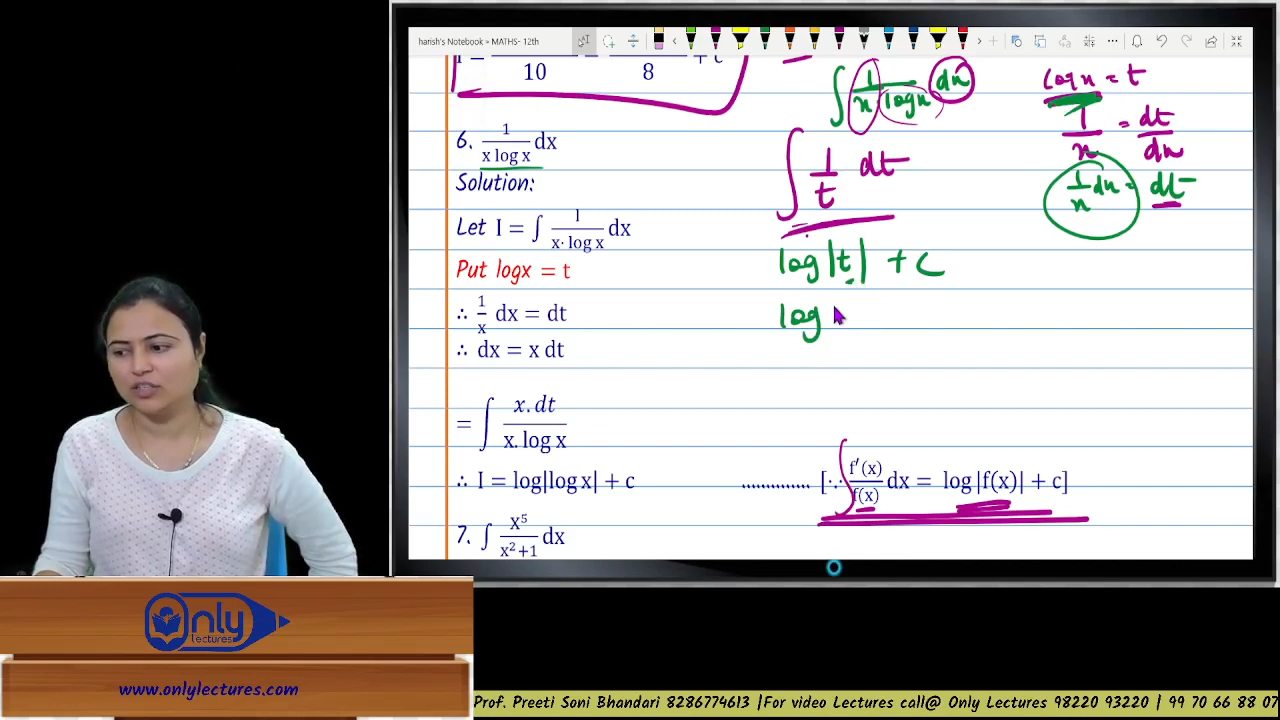 harish's Notebook » MATHS- 12th
I = 10 − 8 + c
6. 1 / x log x dx
Solution:
Let I = ∫ 1 / x· log x dx
Put logx = t
∴ 1/x dx = dt
∴ dx = x dt
= ∫ x. dt / x. log x
∴ I = log|log x| + c ............. [∵ ∫ f′(x) / f(x) dx = log |f(x)| + c]
7. ∫ x⁵ / x²+1 dx
∫ 1 / x logx dx
∫ 1/t dt
log|t| + c
log
logx = t
1/x = dt/dx
1/x dx = dt
Only
lectures
www.onlylectures.com
Prof. Preeti Soni Bhandari 8286774613 |For video Lectures call@ Only Lectures 98220 93220 | 99 70 66 88 07